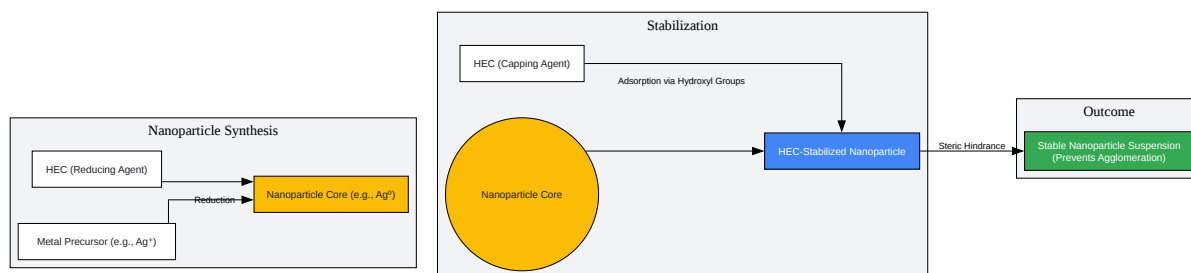 Nanoparticle Synthesis
HEC (Reducing Agent)
Reduction
Nanoparticle Core (e.g., Ag⁰)
Metal Precursor (e.g., Ag⁺)
Stabilization
HEC (Capping Agent)
Adsorption via Hydroxyl Groups
Nanoparticle Core
HEC-Stabilized Nanoparticle
Steric Hindrance
Outcome
Stable Nanoparticle Suspension
(Prevents Agglomeration)